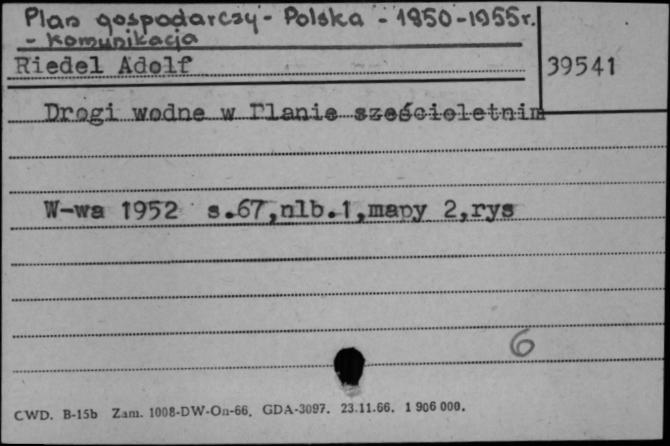 Plan gospodarczy - Polska - 1950-1955r.
- komunikacja
Riedel Adolf
39541
Drogi wodne w Planie sześcioletnim
W-wa 1952 s.67,nlb.1,mapy 2,rys
6
CWD. B-15b Zam. 1008-DW-On-66. GDA-3097. 23.11.66. 1 906 000.